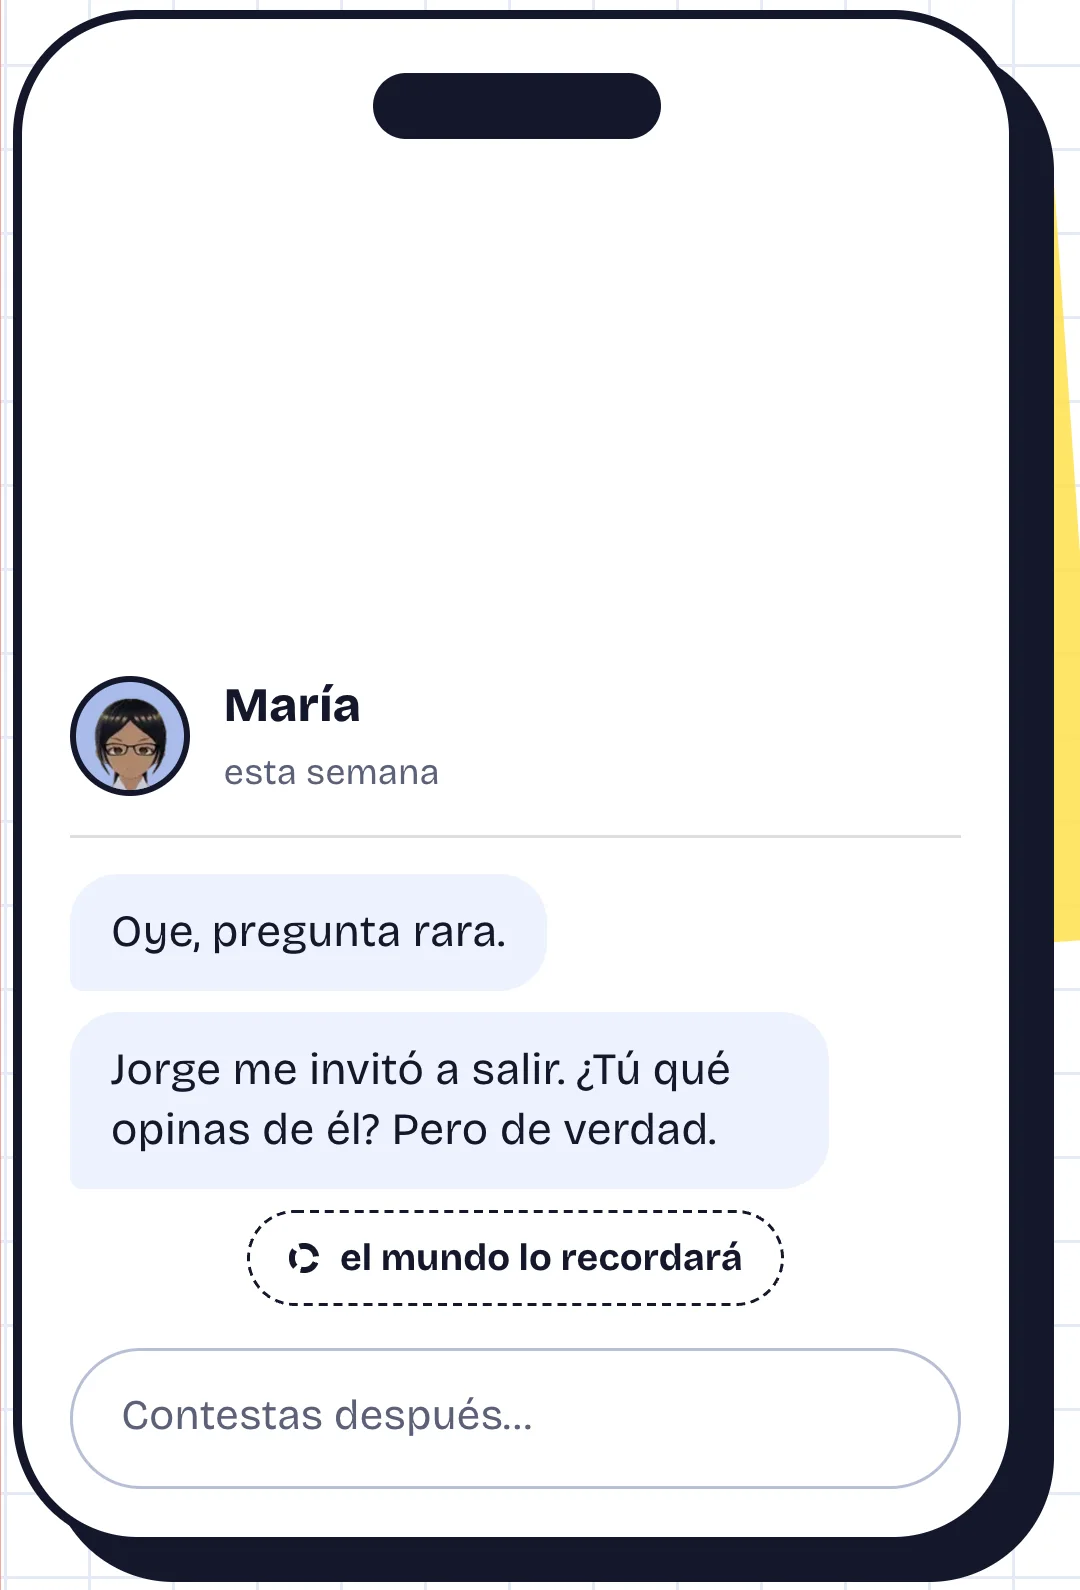 María
esta semana
Oye, pregunta rara.
Jorge me invitó a salir. ¿Tú qué
opinas de él? Pero de verdad.
el mundo lo recordará
Contestas después...